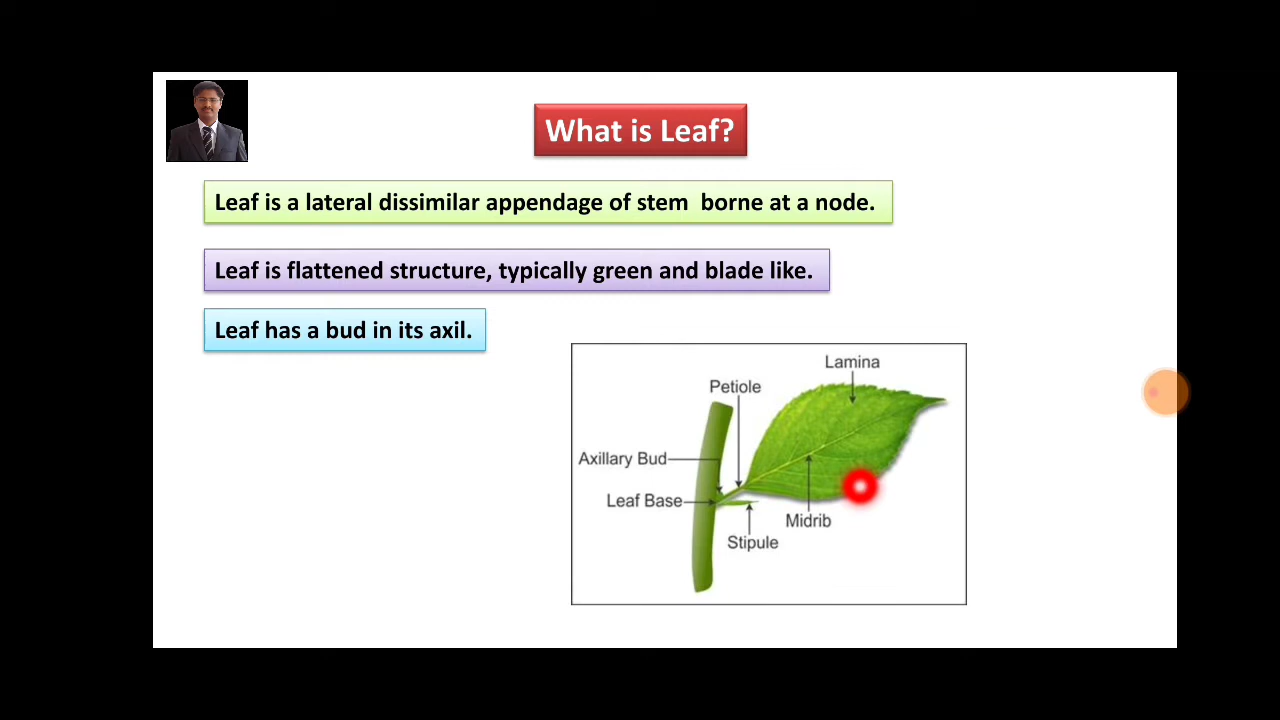 What is Leaf?
Leaf is a lateral dissimilar appendage of stem borne at a node.
Leaf is flattened structure, typically green and blade like.
Leaf has a bud in its axil.
Lamina
Petiole
Axillary Bud
Leaf Base
Midrib
Stipule